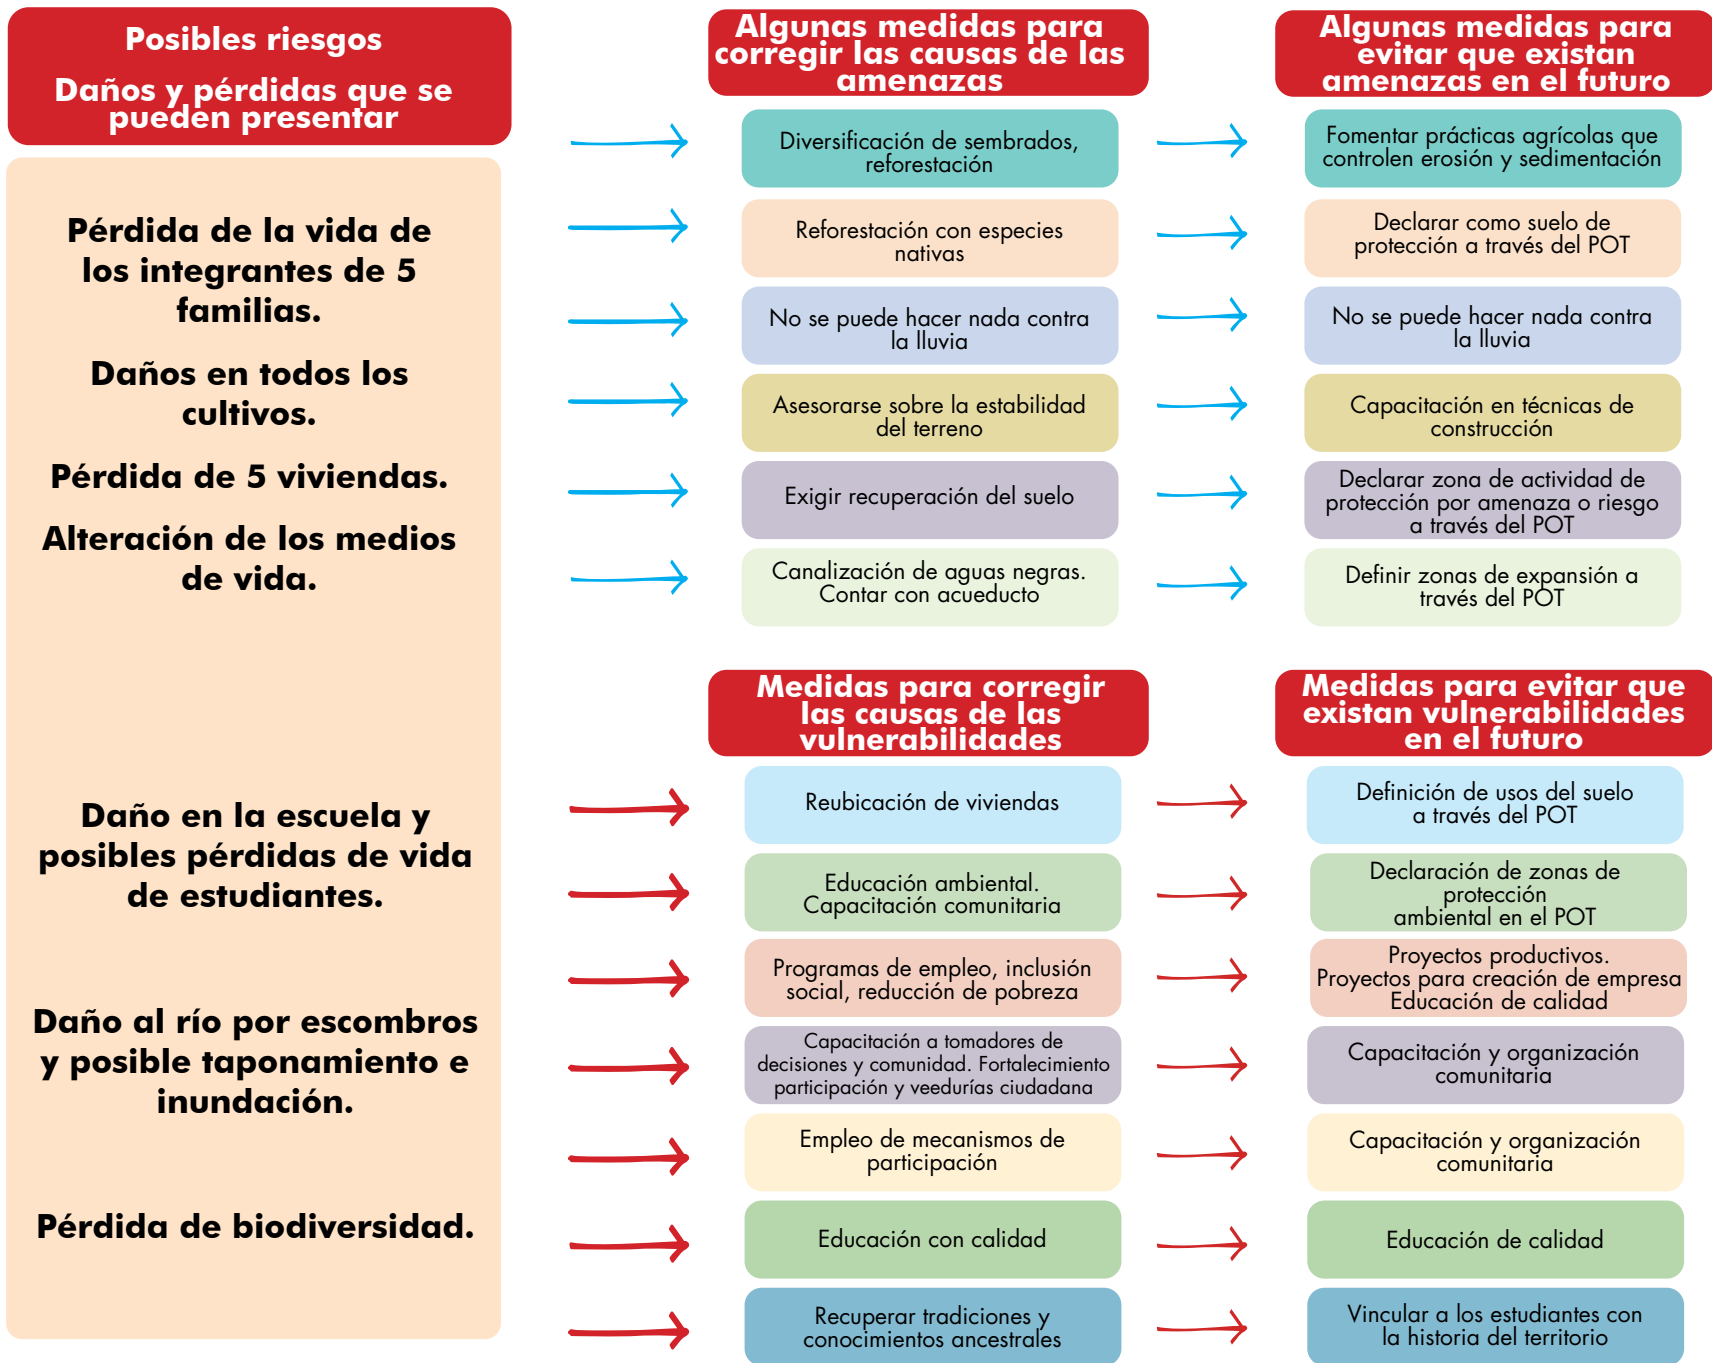 Posibles riesgos
Daños y pérdidas que se
pueden presentar
Pérdida de la vida de
los integrantes de 5
familias.
Daños en todos los
cultivos.
Pérdida de 5 viviendas.
Alteración de los medios
de vida.
Daño en la escuela y
posibles pérdidas de vida
de estudiantes.
Daño al río por escombros
y posible taponamiento e
inundación.
Pérdida de biodiversidad.
Algunas medidas para
corregir las causas de las
amenazas
Algunas medidas para
evitar que existan
amenazas en el futuro
Diversificación de sembrados,
reforestación
Fomentar prácticas agrícolas que
controlen erosión y sedimentación
Reforestación con especies
nativas
Declarar como suelo de
protección a través del POT
No se puede hacer nada contra
la lluvia
No se puede hacer nada contra
la lluvia
Asesorarse sobre la estabilidad
del terreno
Capacitación en técnicas de
construcción
Exigir recuperación del suelo
Declarar zona de actividad de
protección por amenaza o riesgo
a través del POT
Canalización de aguas negras.
Contar con acueducto
Definir zonas de expansión a
través del POT
Medidas para corregir
las causas de las
vulnerabilidades
Medidas para evitar que
existan vulnerabilidades
en el futuro
Reubicación de viviendas
Definición de usos del suelo
a través del POT
Educación ambiental.
Capacitación comunitaria
Declaración de zonas de
protección
ambiental en el POT
Programas de empleo, inclusión
social, reducción de pobreza
Proyectos productivos.
Proyectos para creación de empresa
Educación de calidad
Capacitación a tomadores de
decisiones y comunidad. Fortalecimiento
participación y veedurías ciudadana
Capacitación y organización
comunitaria
Empleo de mecanismos de
participación
Capacitación y organización
comunitaria
Educación con calidad
Educación de calidad
Recuperar tradiciones y
conocimientos ancestrales
Vincular a los estudiantes con
la historia del territorio